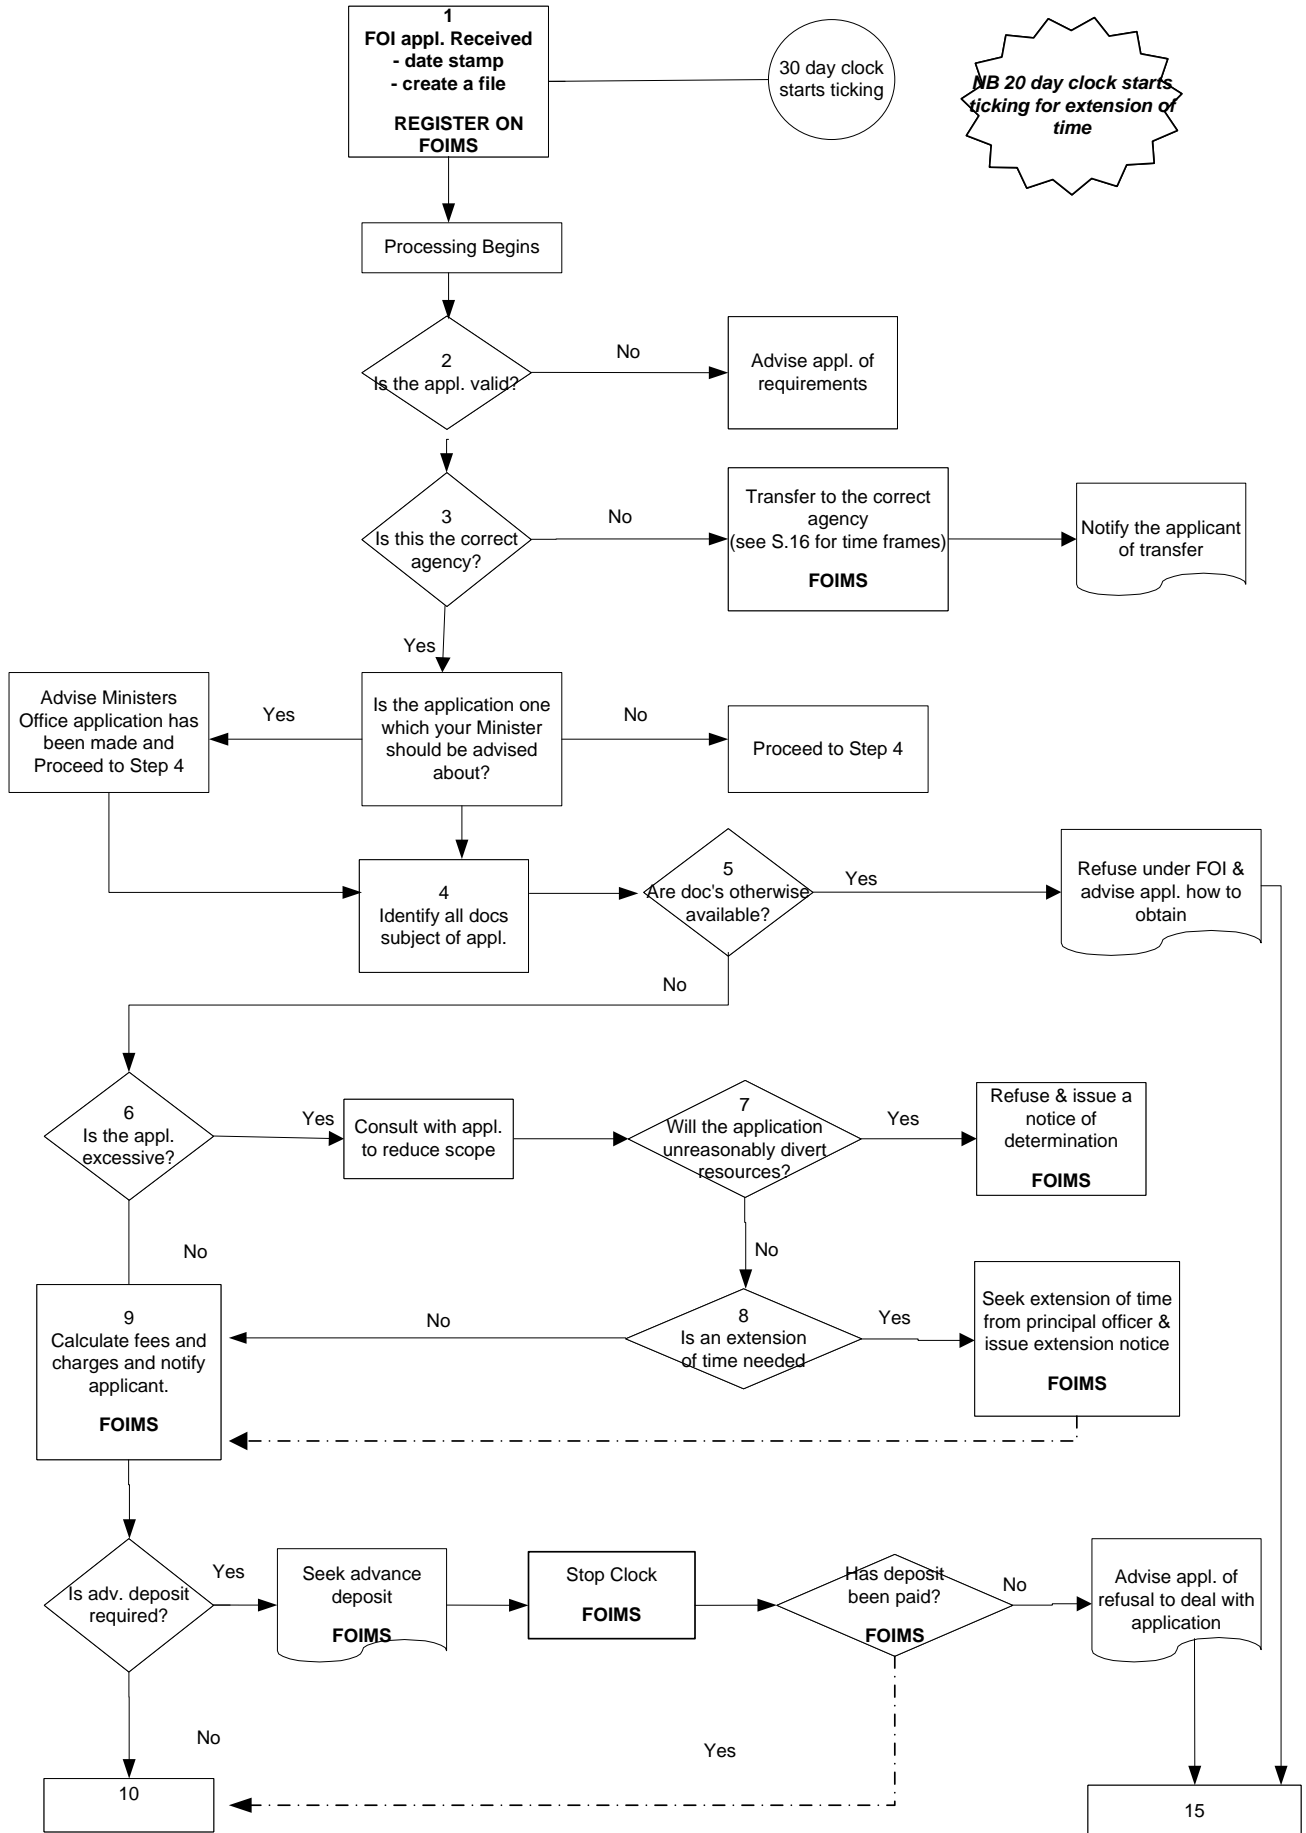 1
FOI appl. Received
- date stamp
- create a file
REGISTER ON
FOIMS
30 day clock
starts ticking
NB 20 day clock starts
ticking for extension of
time
Processing Begins
2
Is the appl. valid?
No
Advise appl. of
requirements
3
Is this the correct
agency?
No
Transfer to the correct
agency
(see S.16 for time frames)
FOIMS
Notify the applicant
of transfer
Yes
Advise Ministers
Office application has
been made and
Proceed to Step 4
Yes
Is the application one
which your Minister
should be advised
about?
No
Proceed to Step 4
4
Identify all docs
subject of appl.
5
Are doc's otherwise
available?
Yes
Refuse under FOI &
advise appl. how to
obtain
No
6
Is the appl.
excessive?
Yes
Consult with appl.
to reduce scope
7
Will the application
unreasonably divert
resources?
Yes
Refuse & issue a
notice of
determination
FOIMS
No
No
9
Calculate fees and
charges and notify
applicant.
FOIMS
No
8
Is an extension
of time needed
Yes
Seek extension of time
from principal officer &
issue extension notice
FOIMS
Is adv. deposit
required?
Yes
Seek advance
deposit
FOIMS
Stop Clock
FOIMS
Has deposit
been paid?
FOIMS
No
Advise appl. of
refusal to deal with
application
No
Yes
10
15